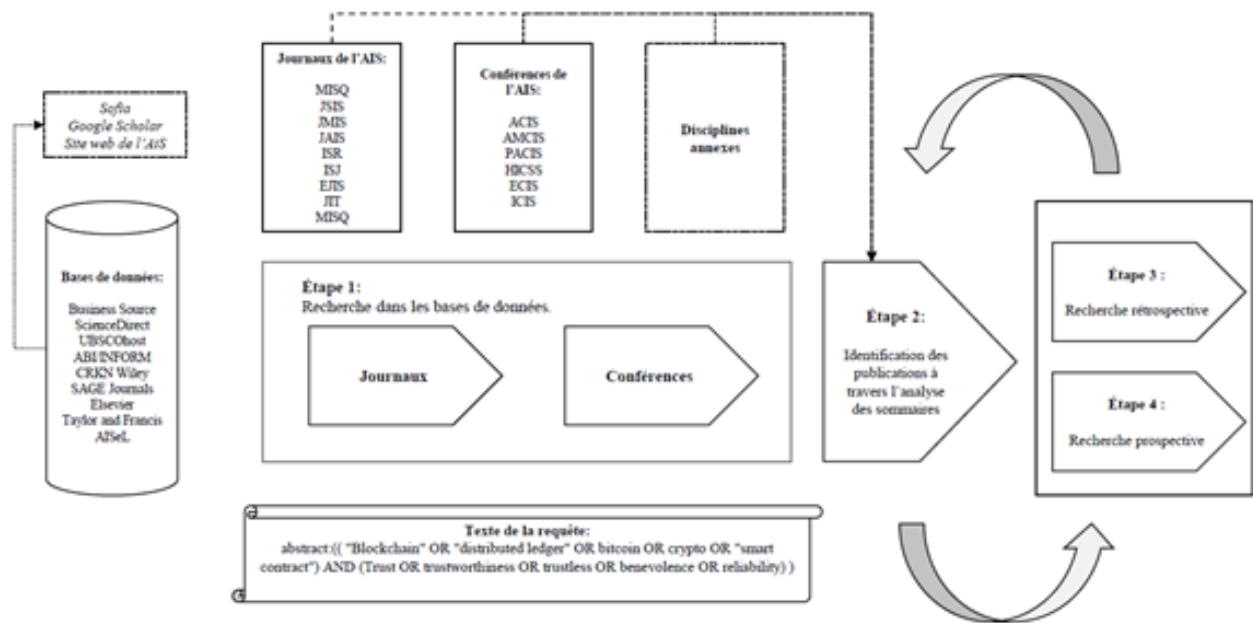 Journaux de l'AIS:
MISQ
JSIS
JMIS
JAIS
ISR
ISJ
EJIS
JIT
MISQ
Conférences de
l'AIS:
ACIS
AMCIS
PACIS
HICSS
ECIS
ICIS
Disciplines
annexes
Sofia
Google Scholar
Site web de l'AIS
Bases de données:
Business Source
ScienceDirect
UBSCOhost
ABI/INFORM
CRKN Wiley
SAGE Journals
Elsevier
Taylor and Francis
AISeL
Étape 1:
Recherche dans les bases de données.
Journaux
Conférences
Étape 2:
Identification des
publications à
travers l'analyse
des sommaires
Étape 3 :
Recherche rétrospective
Étape 4 :
Recherche prospective
Texte de la requête:
abstract:(( "Blockchain" OR "distributed ledger" OR bitcoin OR crypto OR "smart
contract") AND (Trust OR trustworthiness OR trustless OR benevolence OR reliability) )